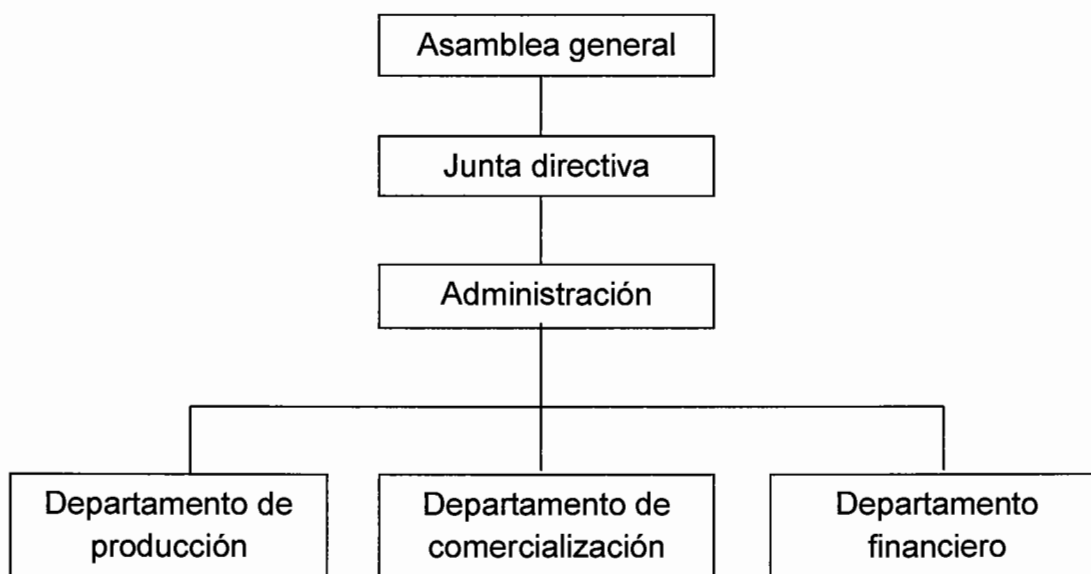 Asamblea general
Junta directiva
Administración
Departamento de
producción
Departamento de
comercialización
Departamento
financiero